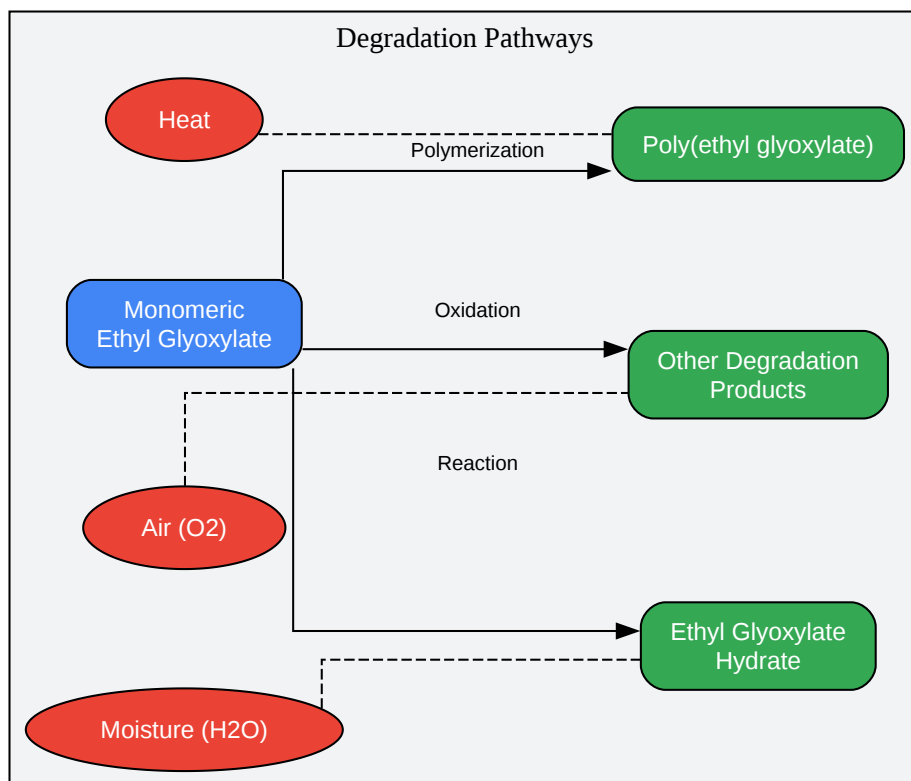 Degradation Pathways
Heat
Poly(ethyl glyoxylate)
Polymerization
Monomeric
Ethyl Glyoxylate
Oxidation
Other Degradation
Products
Reaction
Air (O2)
Ethyl Glyoxylate
Hydrate
Moisture (H2O)